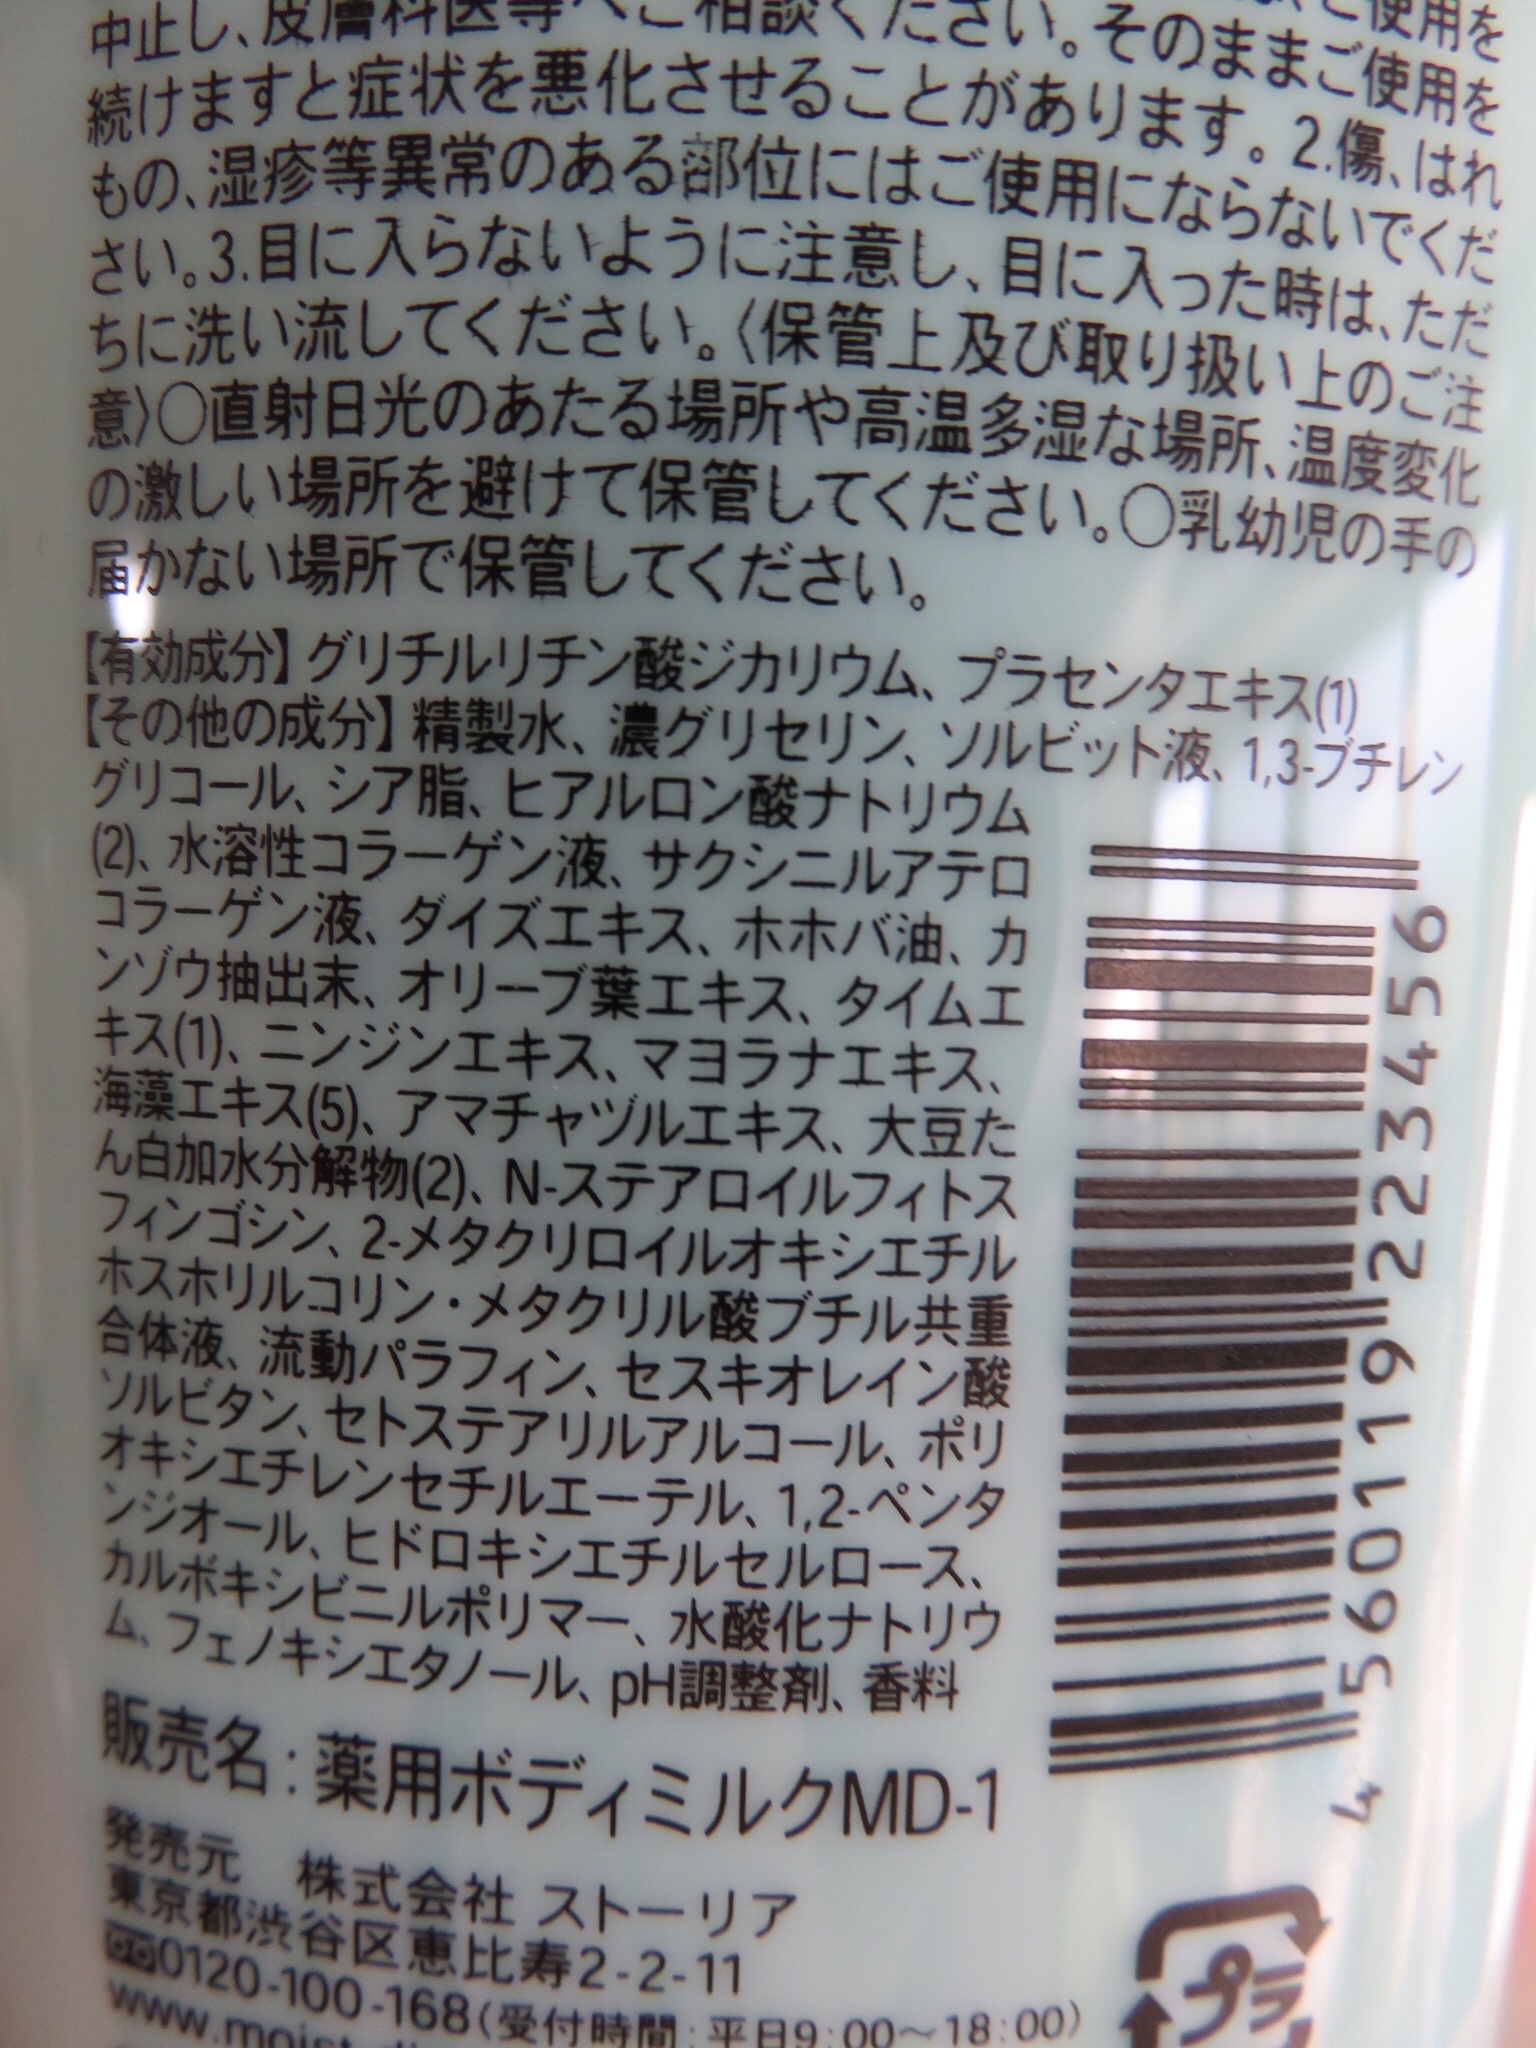 中止し、皮膚科医等へご相談ください。そのままご使用を
続けますと症状を悪化させることがあります。2.傷、はれ
もの、湿疹等異常のある部位にはご使用にならないでくだ
さい。3.目に入らないように注意し、目に入った時は、ただ
ちに洗い流してください。〈保管上及び取り扱い上のご注
意〉○直射日光のあたる場所や高温多湿な場所、温度変化
の激しい場所を避けて保管してください。○乳幼児の手の
届かない場所で保管してください。
【有効成分】グリチルリチン酸ジカリウム、プラセンタエキス(1)
【その他の成分】精製水、濃グリセリン、ソルビット液、1,3-ブチレン
グリコール、シア脂、ヒアルロン酸ナトリウム
(2)、水溶性コラーゲン液、サクシニルアテロ
コラーゲン液、ダイズエキス、ホホバ油、カ
ンゾウ抽出末、オリーブ葉エキス、タイムエ
キス(1)、ニンジンエキス、マヨラナエキス、
海藻エキス(5)、アマチャヅルエキス、大豆た
ん白加水分解物(2)、N-ステアロイルフィトス
フィンゴシン、2-メタクリロイルオキシエチル
ホスホリルコリン・メタクリル酸ブチル共重
合体液、流動パラフィン、セスキオレイン酸
ソルビタン、セトステアリルアルコール、ポリ
オキシエチレンセチルエーテル、1,2-ペンタ
ンジオール、ヒドロキシエチルセルロース、
カルボキシビニルポリマー、水酸化ナトリウ
ム、フェノキシエタノール、pH調整剤、香料
4 560119 223456
販売名：薬用ボディミルクMD-1
発売元 株式会社 ストーリア
東京都渋谷区恵比寿2-2-11
0120-100-168(受付時間：平日9:00～18:00)
プラ